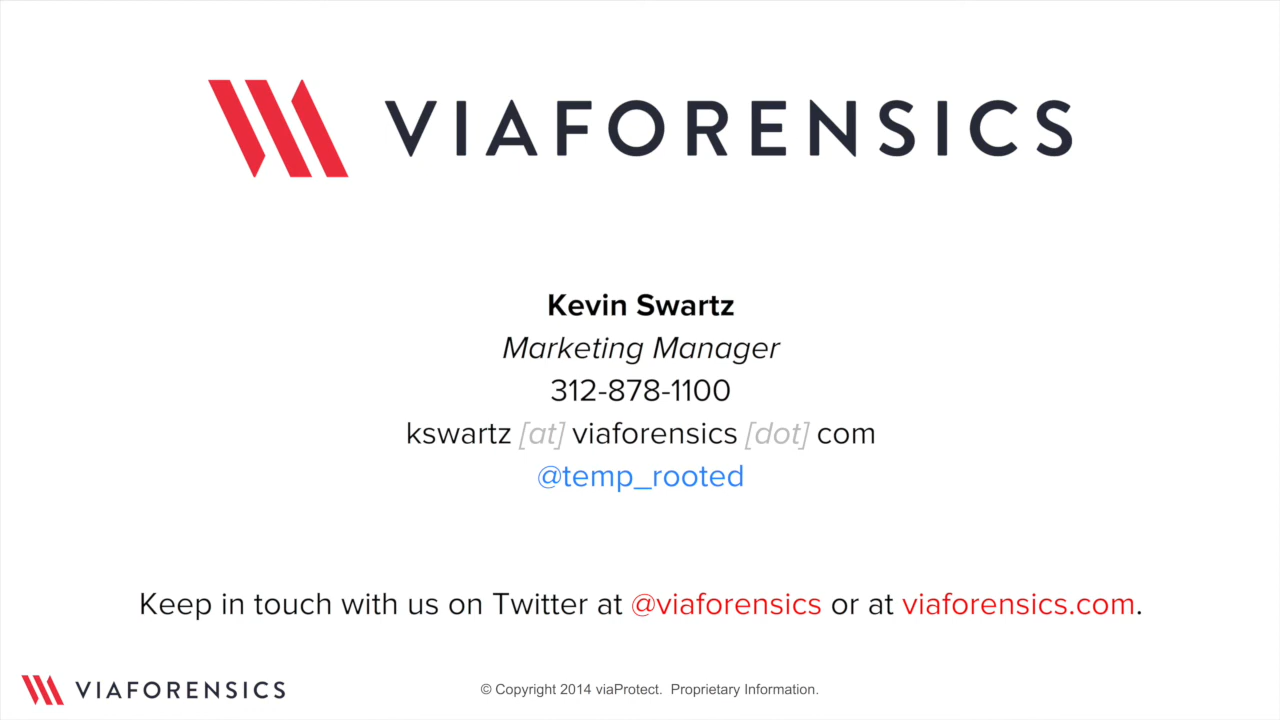 VIAFORENSICS
Kevin Swartz
Marketing Manager
312-878-1100
kswartz [at] viaforensics [dot] com
@temp_rooted
Keep in touch with us on Twitter at @viaforensics or at viaforensics.com.
VIAFORENSICS
© Copyright 2014 viaProtect. Proprietary Information.